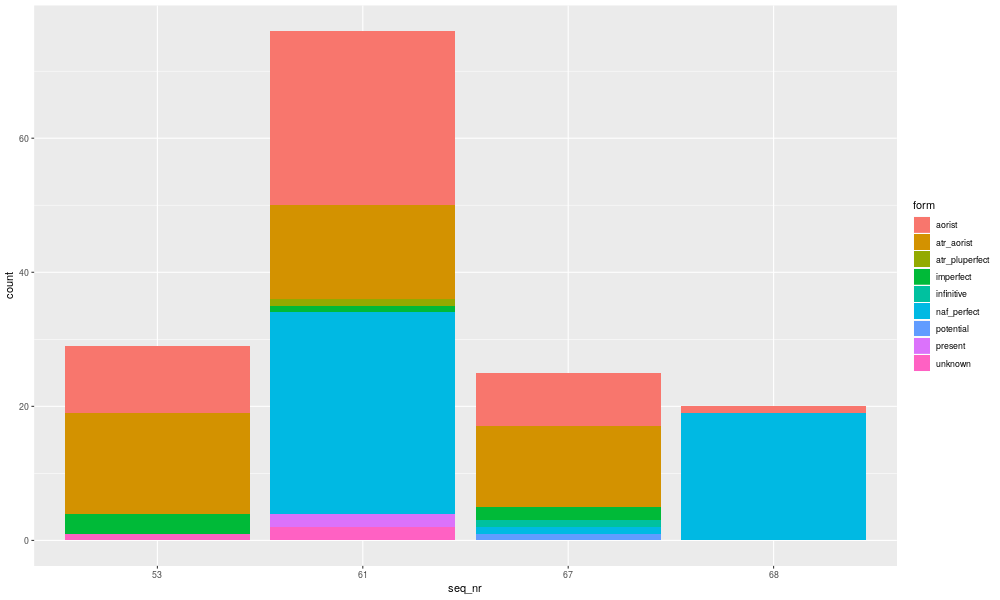 60
40
20
0
count
53
61
67
68
seq_nr
form
aorist
atr_aorist
atr_pluperfect
imperfect
infinitive
naf_perfect
potential
present
unknown